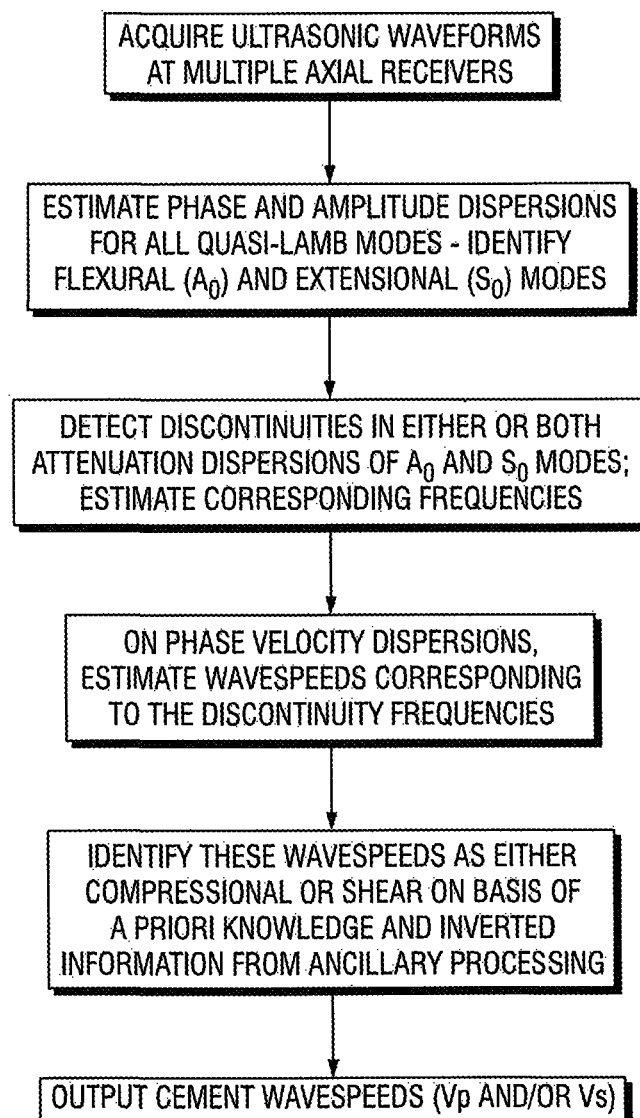 ACQUIRE ULTRASONIC WAVEFORMS
AT MULTIPLE AXIAL RECEIVERS
ESTIMATE PHASE AND AMPLITUDE DISPERSIONS
FOR ALL QUASI-LAMB MODES - IDENTIFY
FLEXURAL (A0) AND EXTENSIONAL (S0) MODES
DETECT DISCONTINUITIES IN EITHER OR BOTH
ATTENUATION DISPERSIONS OF A0 AND S0 MODES;
ESTIMATE CORRESPONDING FREQUENCIES
ON PHASE VELOCITY DISPERSIONS,
ESTIMATE WAVESPEEDS CORRESPONDING
TO THE DISCONTINUITY FREQUENCIES
IDENTIFY THESE WAVESPEEDS AS EITHER
COMPRESSIONAL OR SHEAR ON BASIS OF
A PRIORI KNOWLEDGE AND INVERTED
INFORMATION FROM ANCILLARY PROCESSING
OUTPUT CEMENT WAVESPEEDS (Vp AND/OR Vs)